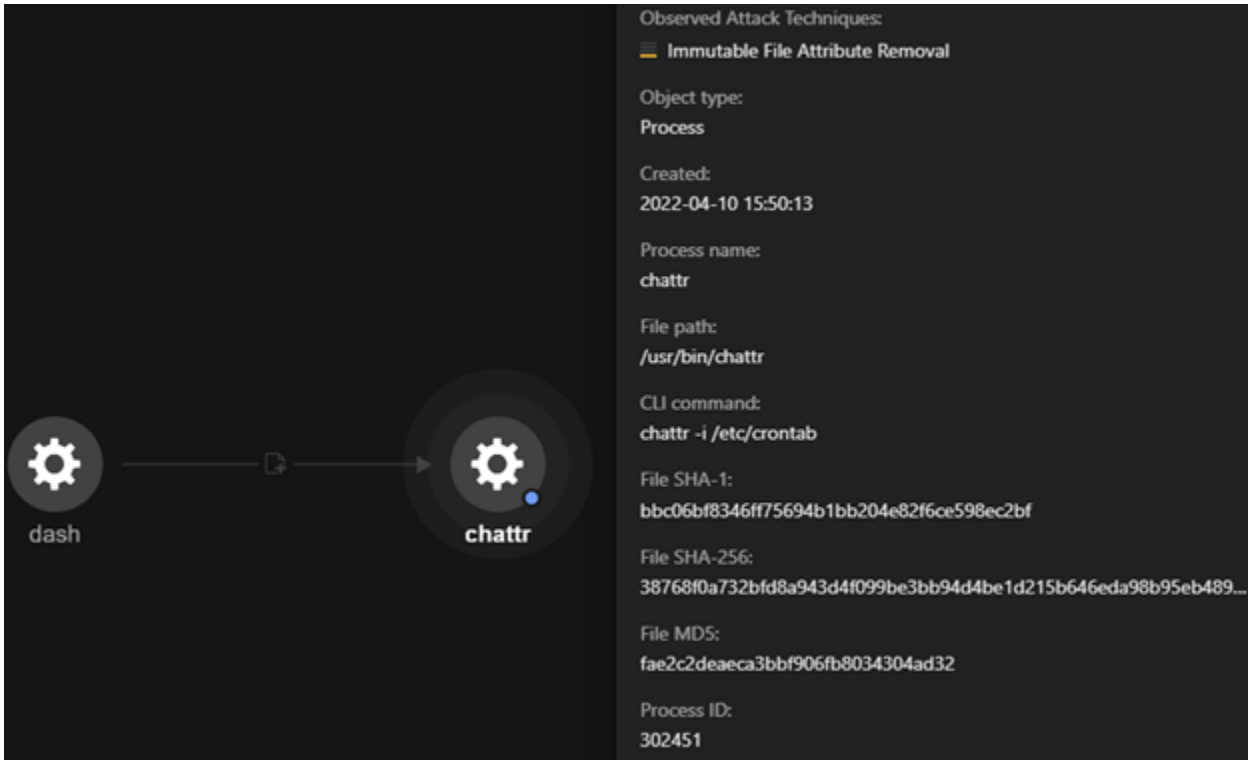 Observed Attack Techniques:
Immutable File Attribute Removal
Object type:
Process
Created:
2022-04-10 15:50:13
Process name:
chattr
File path:
/usr/bin/chattr
CLI command:
chattr -i /etc/crontab
File SHA-1:
bbc06bf8346ff75694b1bb204e82f6ce598ec2bf
File SHA-256:
38768f0a732bfd8a943d4f099be3bb94d4be1d215b646eda98b95eb489...
File MD5:
fae2c2deaeca3bbf906fb8034304ad32
Process ID:
302451
dash
chattr